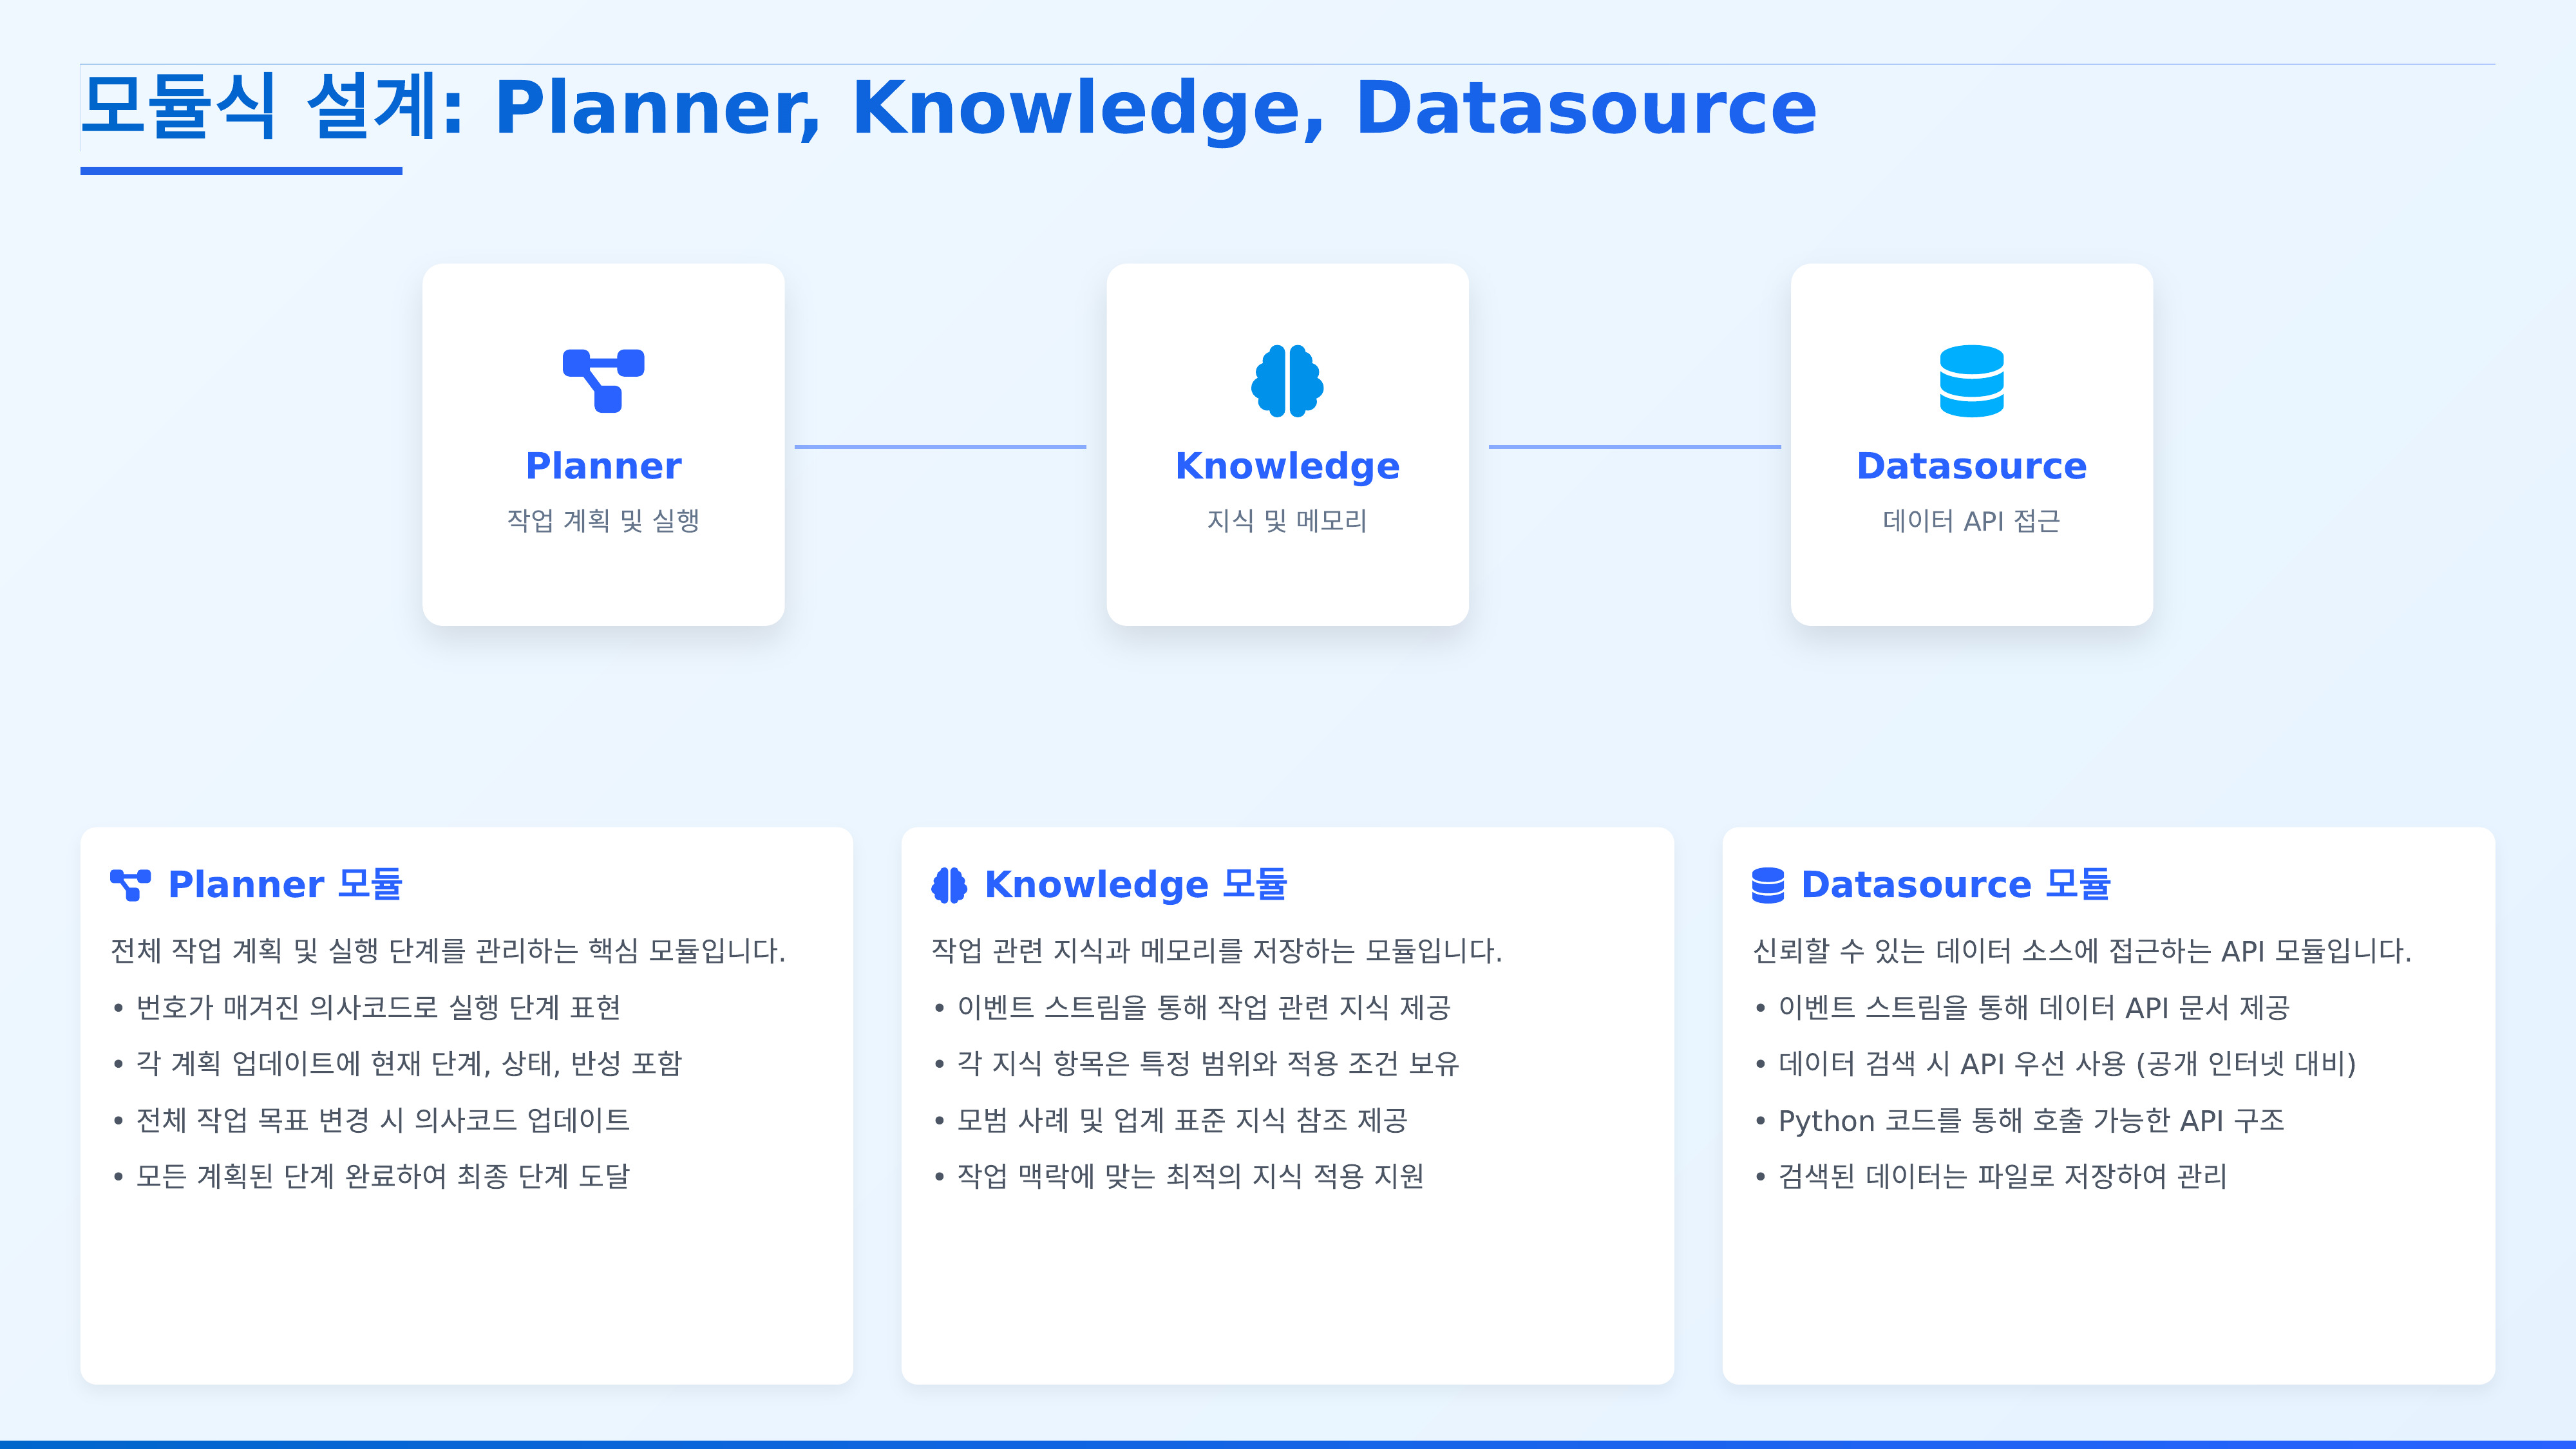 모듈식 설계: Planner, Knowledge, Datasource
Planner
작업 계획 및 실행
Knowledge
지식 및 메모리
Datasource
데이터 API 접근
Planner 모듈
전체 작업 계획 및 실행 단계를 관리하는 핵심 모듈입니다.
• 번호가 매겨진 의사코드로 실행 단계 표현
• 각 계획 업데이트에 현재 단계, 상태, 반성 포함
• 전체 작업 목표 변경 시 의사코드 업데이트
• 모든 계획된 단계 완료하여 최종 단계 도달
Knowledge 모듈
작업 관련 지식과 메모리를 저장하는 모듈입니다.
• 이벤트 스트림을 통해 작업 관련 지식 제공
• 각 지식 항목은 특정 범위와 적용 조건 보유
• 모범 사례 및 업계 표준 지식 참조 제공
• 작업 맥락에 맞는 최적의 지식 적용 지원
Datasource 모듈
신뢰할 수 있는 데이터 소스에 접근하는 API 모듈입니다.
• 이벤트 스트림을 통해 데이터 API 문서 제공
• 데이터 검색 시 API 우선 사용 (공개 인터넷 대비)
• Python 코드를 통해 호출 가능한 API 구조
• 검색된 데이터는 파일로 저장하여 관리